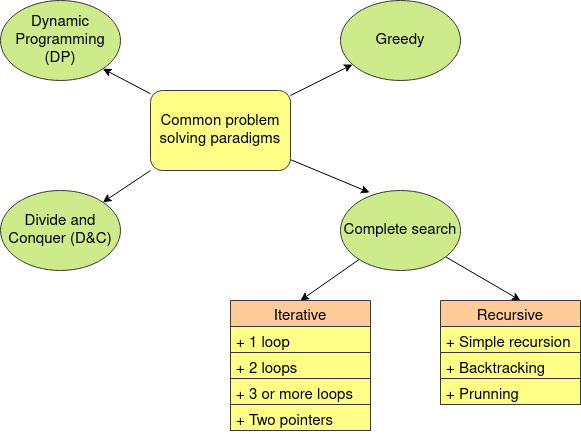 Dynamic
Programming
(DP)
Greedy
Common problem
solving paradigms
Divide and
Conquer (D&C)
Complete search
Iterative
+ 1 loop
+ 2 loops
+ 3 or more loops
+ Two pointers
Recursive
+ Simple recursion
+ Backtracking
+ Prunning